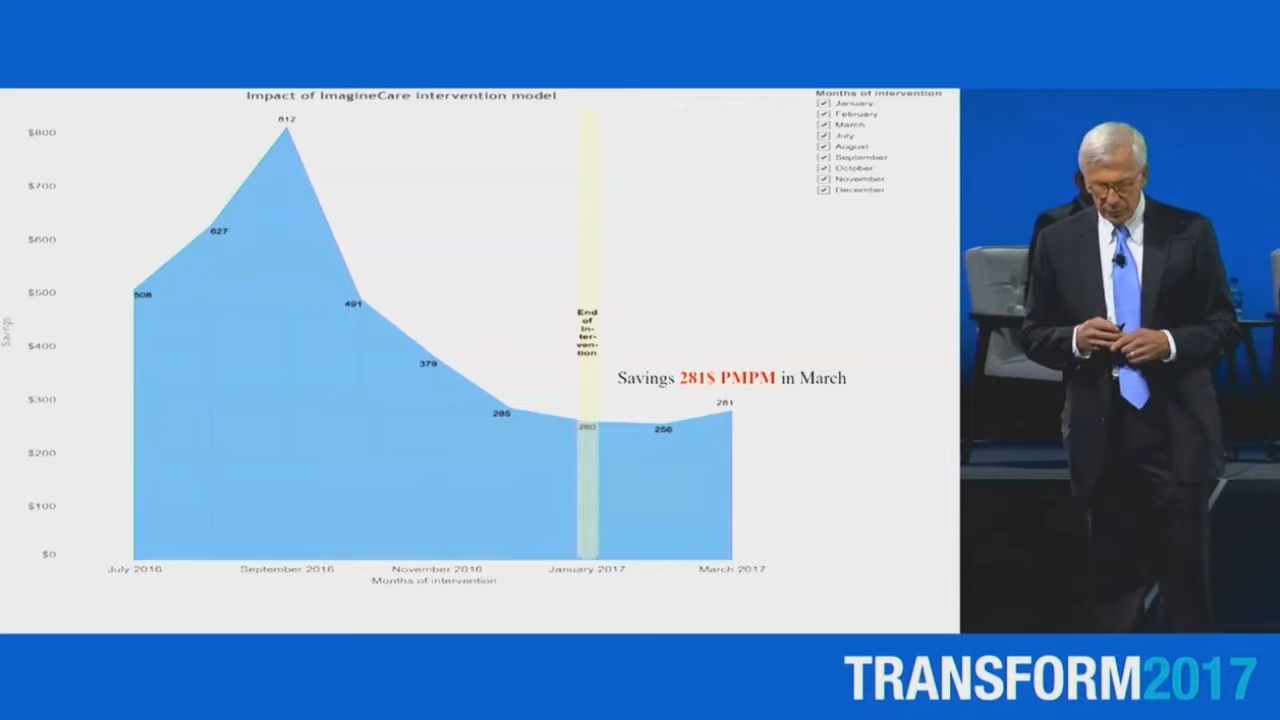 Impact of ImagineCare intervention model
Months of intervention
January
February
March
July
August
September
October
November
December
$800
$700
$600
$500
$400
$300
$200
$100
$0
Savings
812
627
508
491
379
285
260
256
281
End
of
In-
ter-
ven-
tion
Savings 281$ PMPM in March
July 2016
September 2016
November 2016
January 2017
March 2017
Months of intervention
TRANSFORM2017